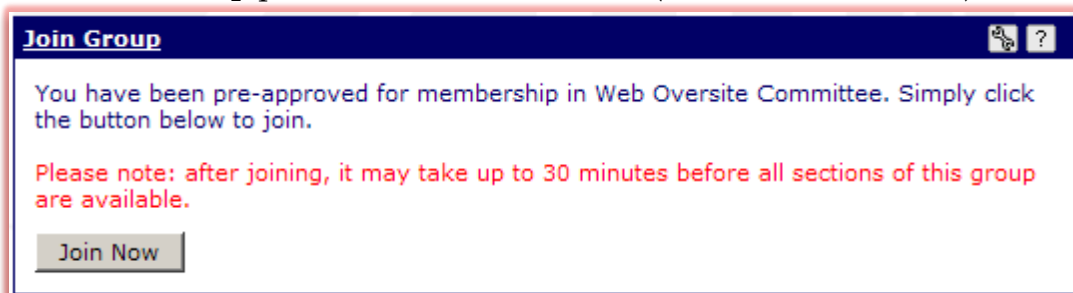 Join Group
?
You have been pre-approved for membership in Web Oversite Committee. Simply click
the button below to join.
Please note: after joining, it may take up to 30 minutes before all sections of this group
are available.
Join Now